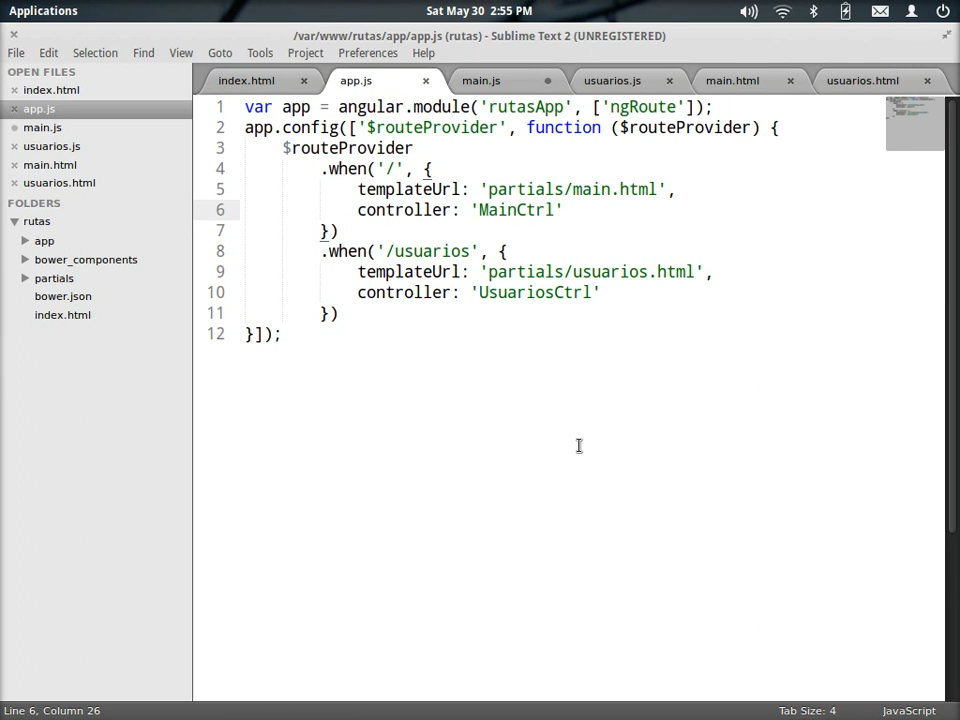 Applications
Sat May 30 2:55 PM
/var/www/rutas/app/app.js (rutas) - Sublime Text 2 (UNREGISTERED)
File Edit Selection Find View Goto Tools Project Preferences Help
OPEN FILES
index.html
app.js
main.js
usuarios.js
main.html
usuarios.html
FOLDERS
rutas
app
bower_components
partials
bower.json
index.html
index.html app.js main.js usuarios.js main.html usuarios.html
1 var app = angular.module('rutasApp', ['ngRoute']);
2 app.config(['$routeProvider', function ($routeProvider) {
3 $routeProvider
4 .when('/', {
5 templateUrl: 'partials/main.html',
6 controller: 'MainCtrl'
7 })
8 .when('/usuarios', {
9 templateUrl: 'partials/usuarios.html',
10 controller: 'UsuariosCtrl'
11 })
12 }]);
Line 6, Column 26
Tab Size: 4
JavaScript